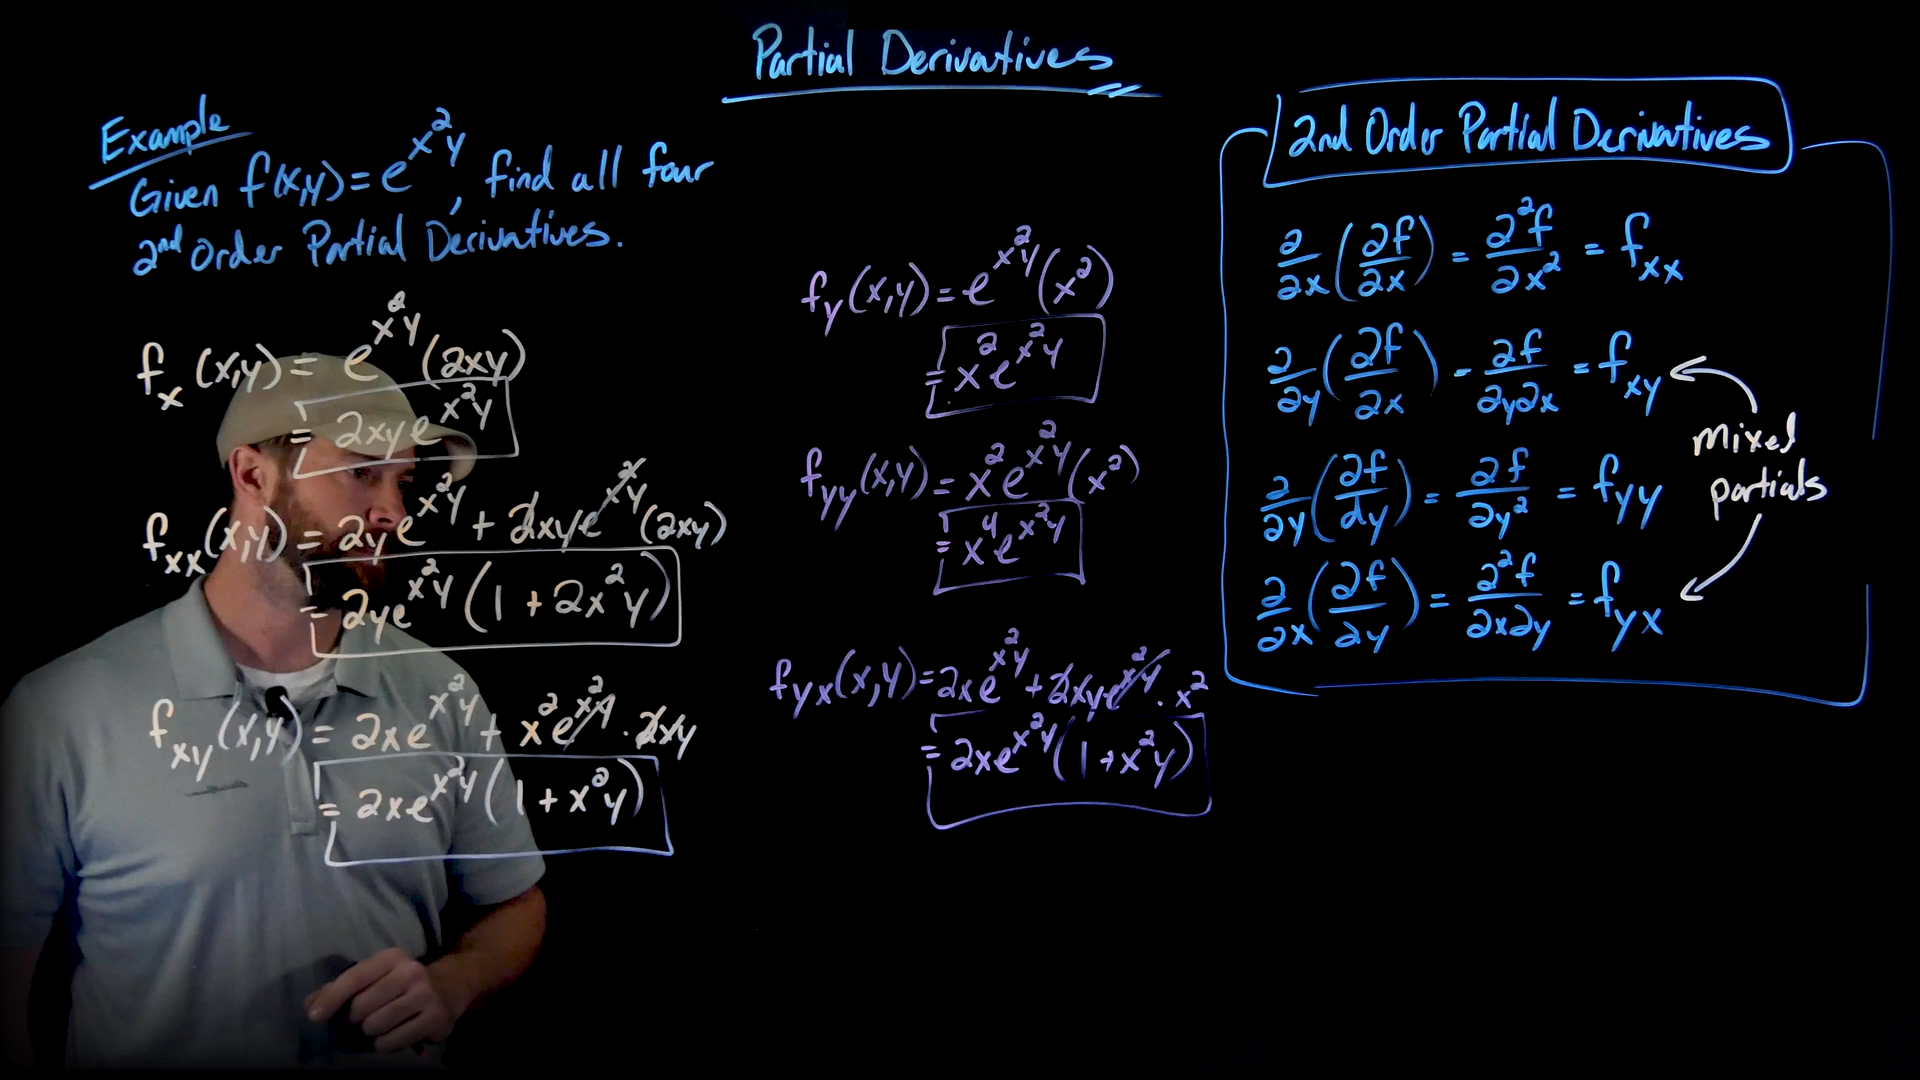 Partial Derivatives
Example
Given f(x,y) = e^{x²y}, find all four
2nd Order Partial Derivatives.
f_x (x,y) = e^{x²y} (2xy)
= 2xye^{x²y}
f_xx (x,y) = 2ye^{x²y} + 2xye^{x²y} (2xy)
= 2ye^{x²y} (1 + 2x²y)
f_xy (x,y) = 2xe^{x²y} + x²e^{x²y} · 2xy
= 2xe^{x²y} (1 + x²y)
f_y (x,y) = e^{x²y} (x²)
= x²e^{x²y}
f_yy (x,y) = x²e^{x²y} (x²)
= x⁴e^{x²y}
f_yx (x,y) = 2xe^{x²y} + 2xye^{x²y} · x²
= 2xe^{x²y} (1 + x²y)
2nd Order Partial Derivatives
∂/∂x (∂f/∂x) = ∂²f/∂x² = f_xx
∂/∂y (∂f/∂x) - ∂f/∂y∂x = f_xy
∂/∂y (∂f/dy) = ∂f/∂y² = f_yy
∂/∂x (∂f/∂y) = ∂²f/∂x∂y = f_yx
mixed
partials